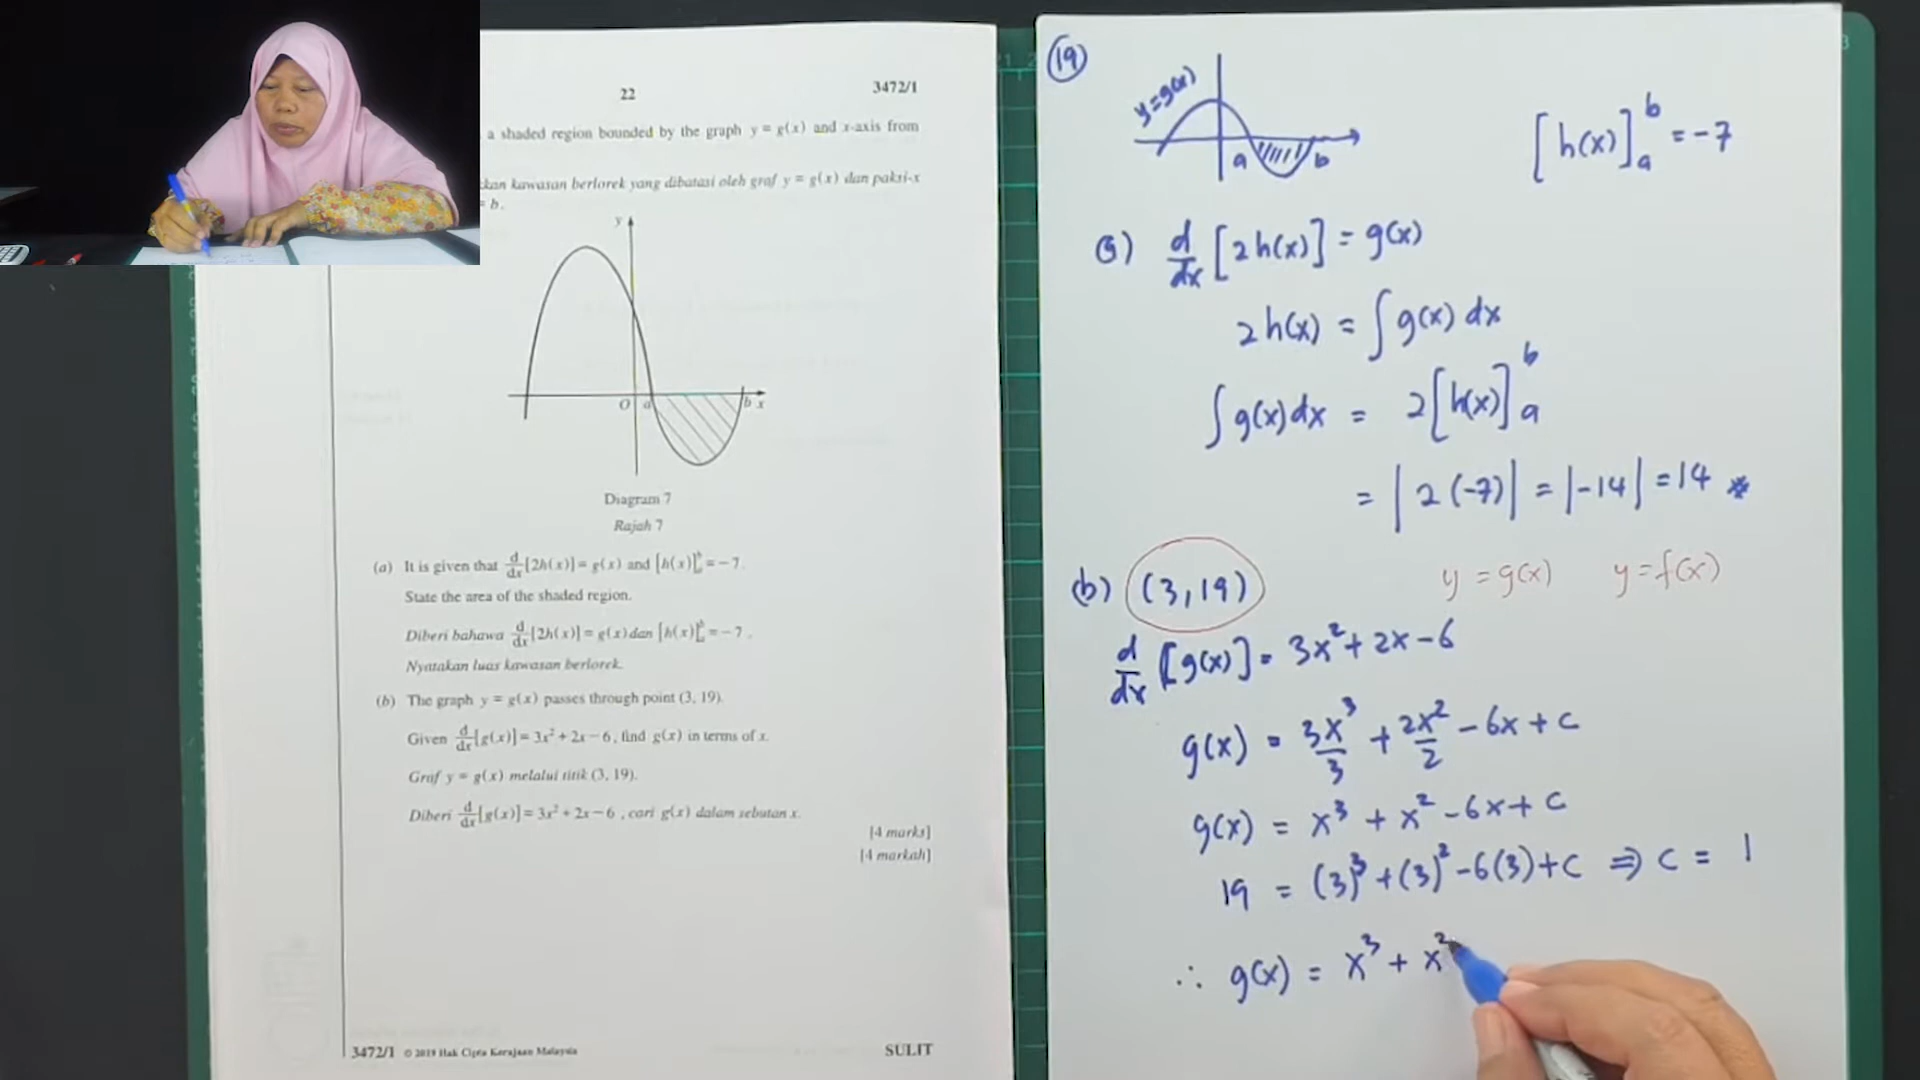 22
3472/1
a shaded region bounded by the graph y = g(x) and x-axis from
kan kawasan berlorek yang dibatasi oleh graf y = g(x) dan paksi-x
= b.
y
O a b x
Diagram 7
Rajah 7
(a) It is given that d/dx [2h(x)] = g(x) and [h(x)]_a^b = −7.
State the area of the shaded region.
Diberi bahawa d/dx [2h(x)] = g(x) dan [h(x)]_a^b = −7.
Nyatakan luas kawasan berlorek.
(b) The graph y = g(x) passes through point (3, 19).
Given d/dx [g(x)] = 3x² + 2x − 6, find g(x) in terms of x.
Graf y = g(x) melalui titik (3, 19).
Diberi d/dx [g(x)] = 3x² + 2x − 6, cari g(x) dalam sebutan x.
[4 marks]
[4 markah]
3472/1 © 2019 Hak Cipta Kerajaan Malaysia
SULIT
19
y=g(x)
a b
[h(x)]_a^b = -7
a) d/dx [2h(x)] = g(x)
2h(x) = ∫g(x) dx
∫g(x)dx = 2[h(x)]_a^b
= |2(-7)| = |-14| = 14 *
(b) (3,19) y = g(x) y = f(x)
d/dx [g(x)] = 3x² + 2x - 6
g(x) = 3x³/3 + 2x²/2 - 6x + c
g(x) = x³ + x² - 6x + c
19 = (3)³ + (3)² - 6(3) + c ⇒ c = 1
∴ g(x) = x³ + x²